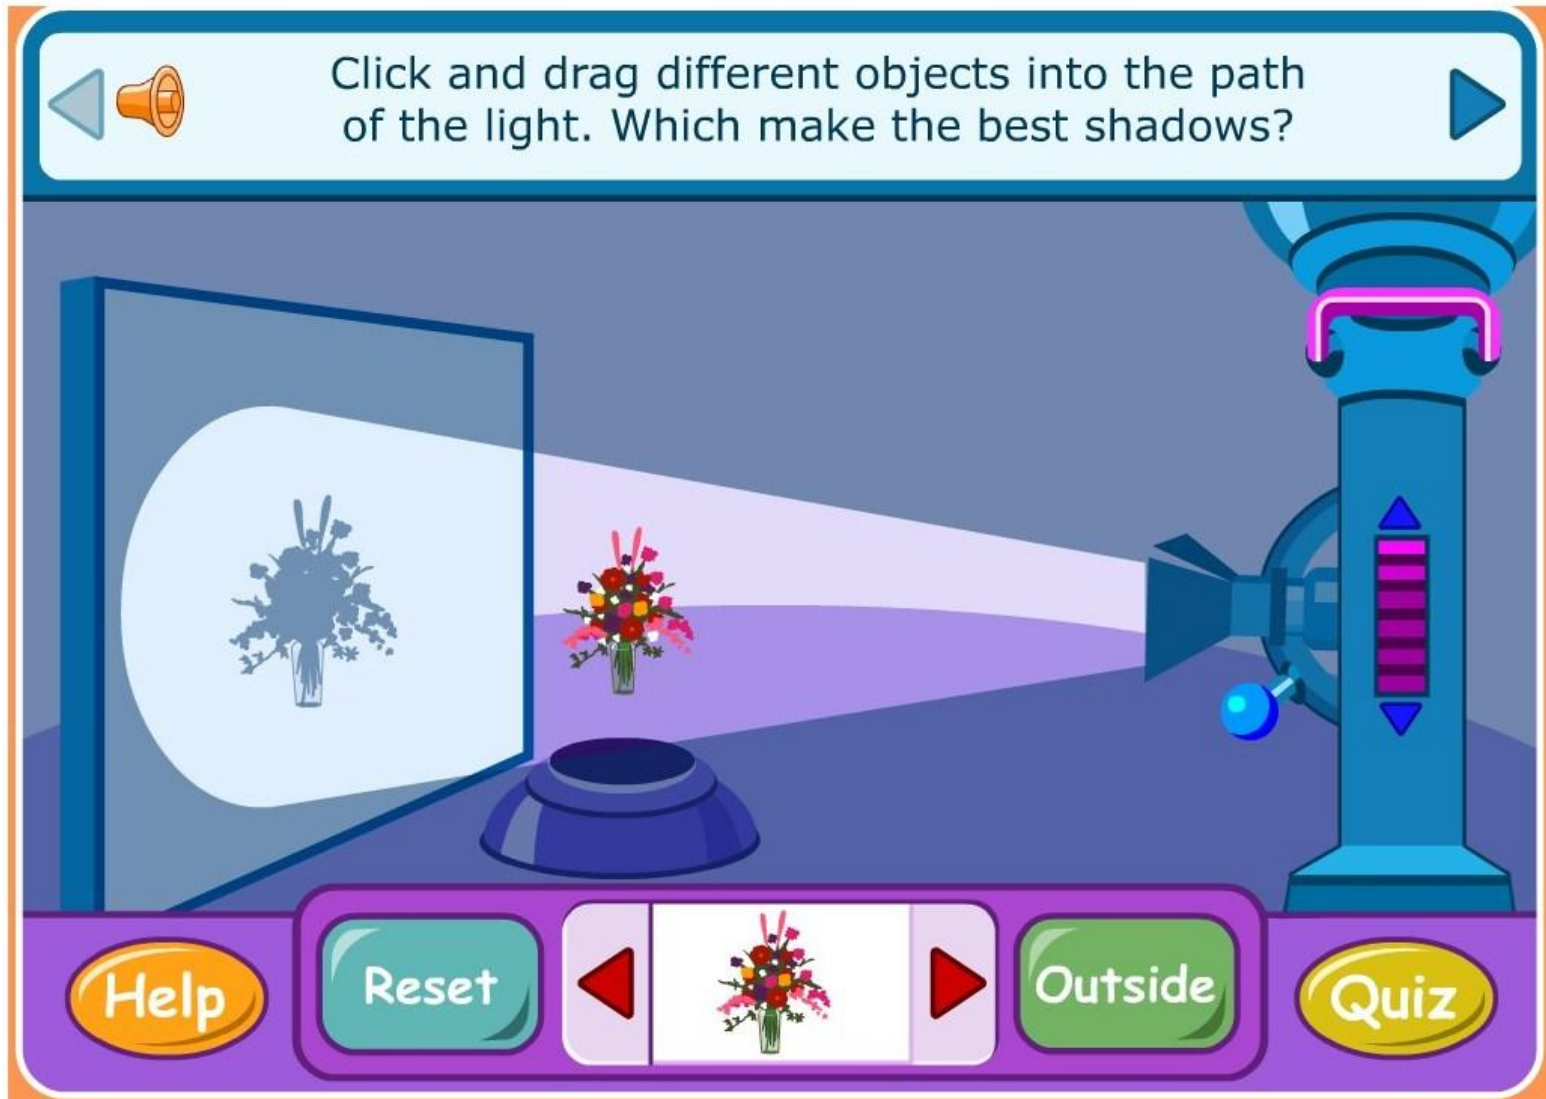 Click and drag different objects into the path
of the light. Which make the best shadows?
Help
Reset
Outside
Quiz